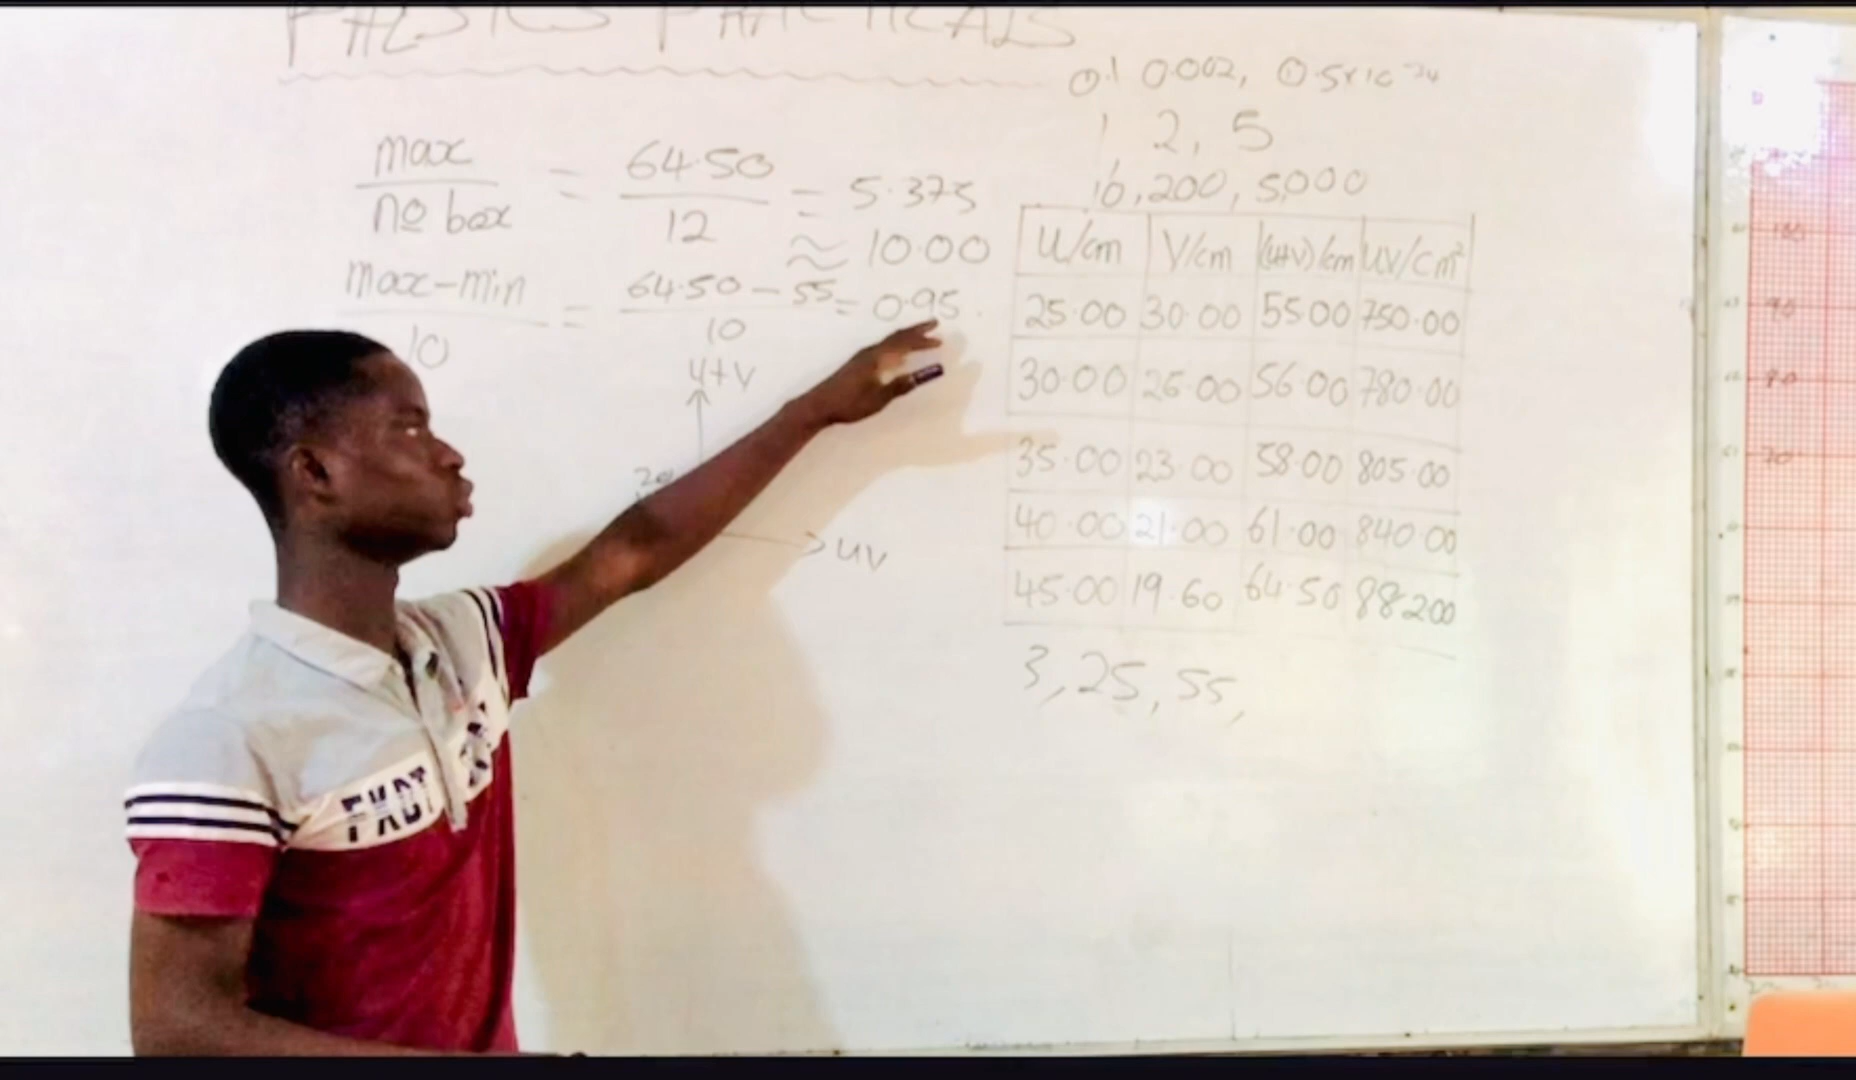 PHYSICS PRACTICALS
max / no box = 64.50 / 12 = 5.375
≈ 10.00
max-min / 10 = 64.50 - 55 / 10 = 0.95
u+v
uv
0.1 0.002, 0.5x10
1 2, 5
10, 200, 5000
U/cm V/cm (u+v)/cm UV/cm²
25.00 30.00 55.00 750.00
30.00 26.00 56.00 780.00
35.00 23.00 58.00 805.00
40.00 21.00 61.00 840.00
45.00 19.60 64.50 882.00
3, 25, 55,
FKDT